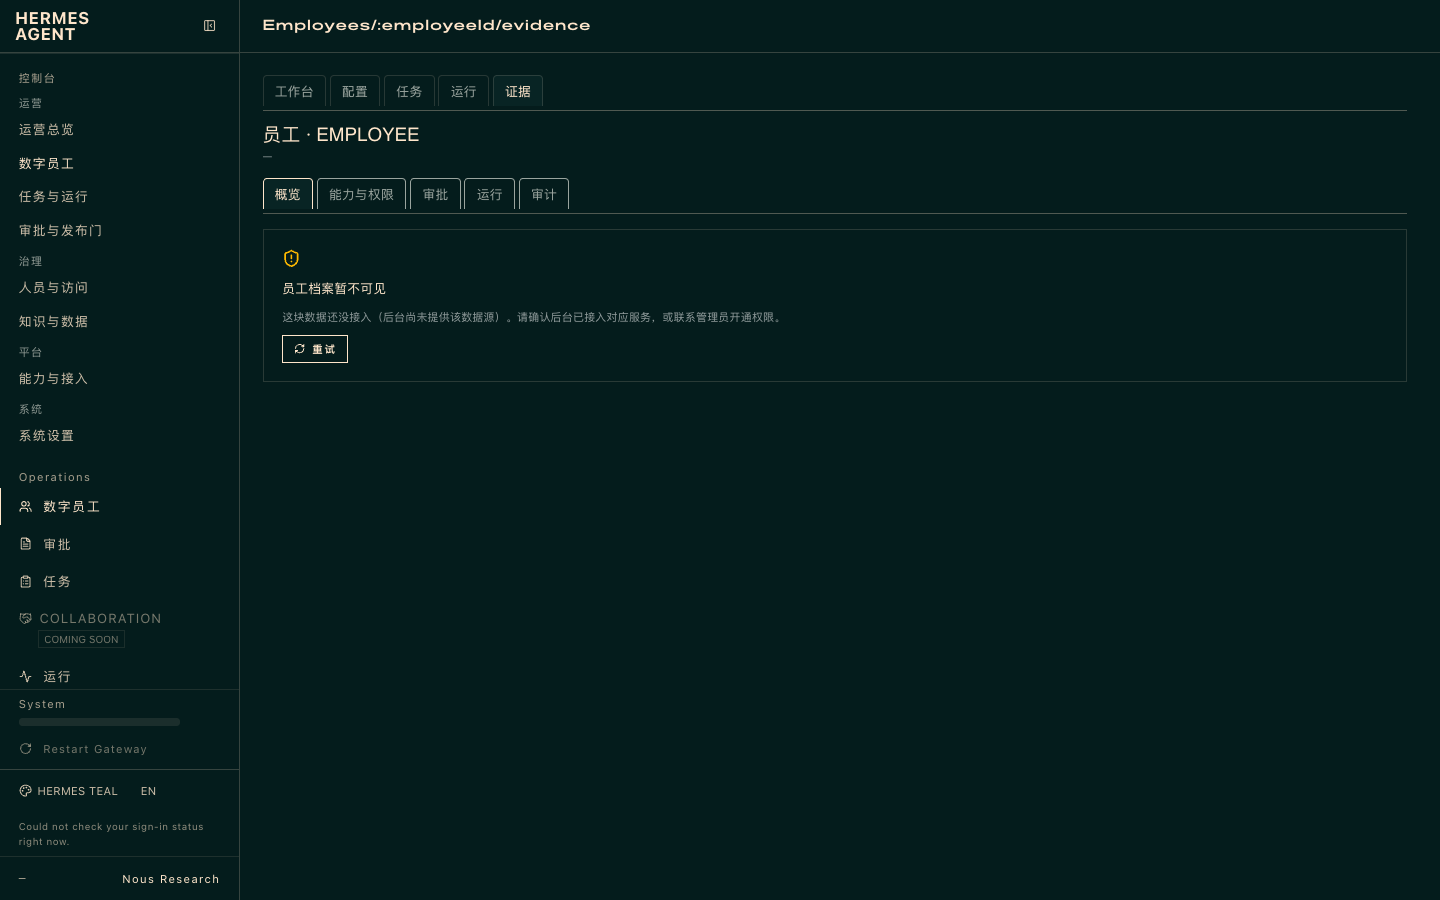 HERMES
AGENT
控制台
运营
运营总览
数字员工
任务与运行
审批与发布门
治理
人员与访问
知识与数据
平台
能力与接入
系统
系统设置
Operations
数字员工
审批
任务
COLLABORATION
COMING SOON
运行
System
Restart Gateway
HERMES TEAL EN
Could not check your sign-in status
right now.
— Nous Research
Employees/:employeeId/evidence
工作台 配置 任务 运行 证据
员工 · EMPLOYEE
—
概览 能力与权限 审批 运行 审计
员工档案暂不可见
这块数据还没接入（后台尚未提供该数据源）。请确认后台已接入对应服务，或联系管理员开通权限。
重试